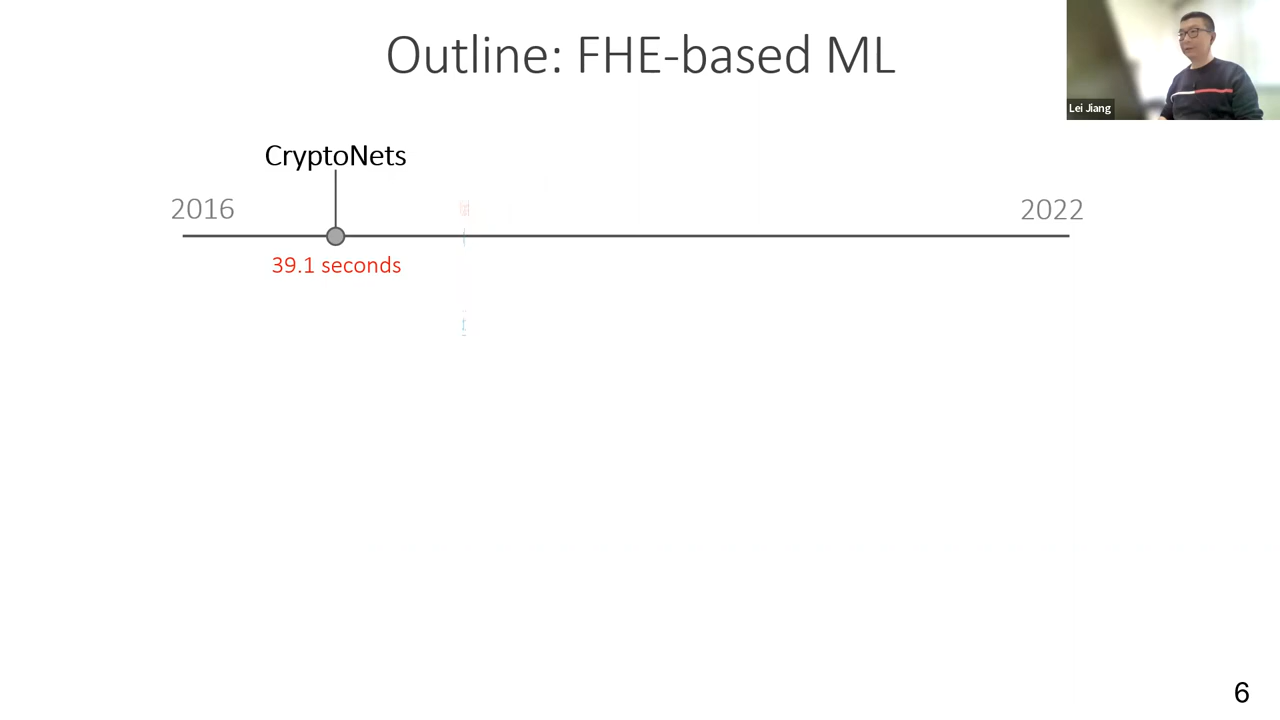 Outline: FHE-based ML
Lei Jiang
CryptoNets
2016
2022
39.1 seconds
6